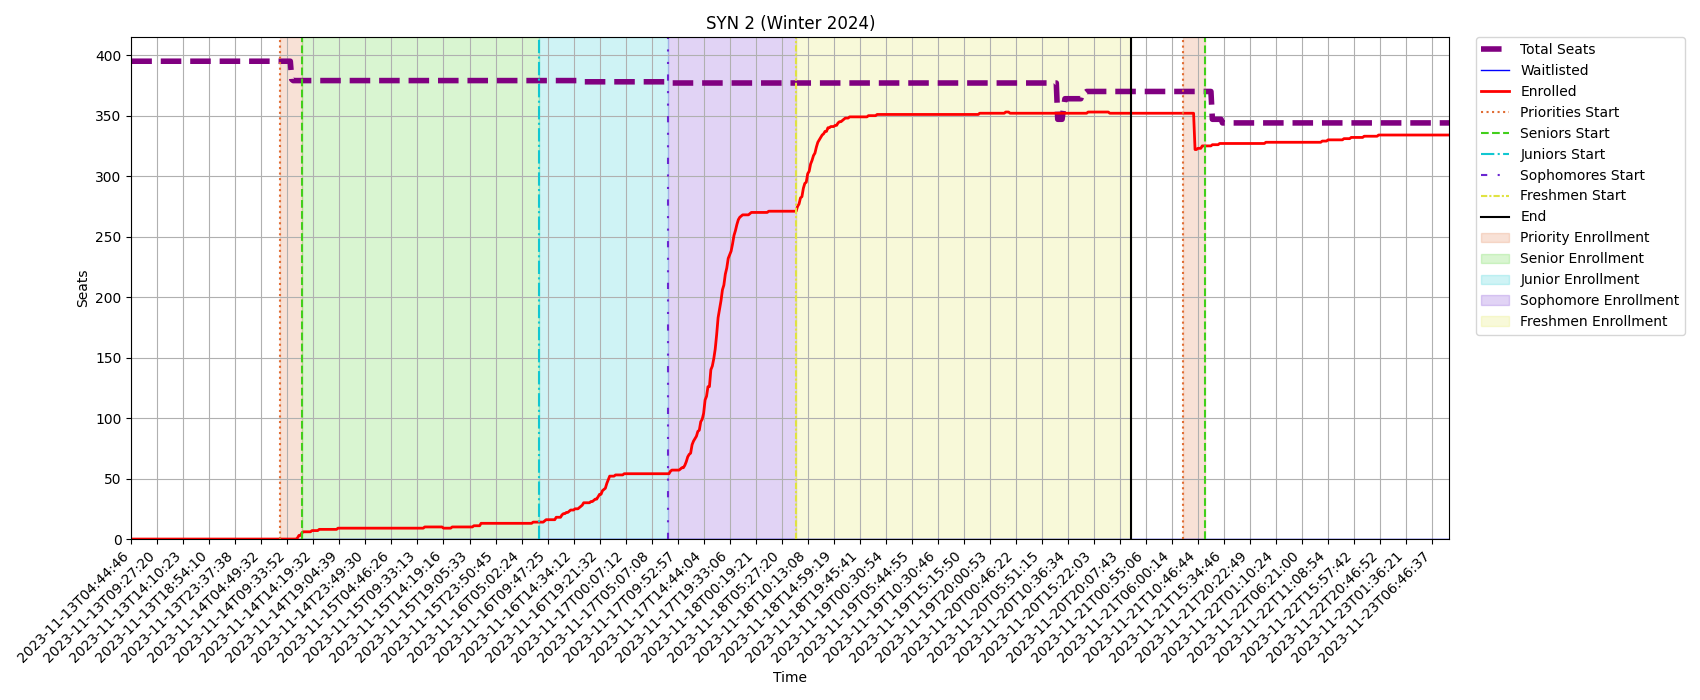 SYN 2 (Winter 2024)
Seats
400
350
300
250
200
150
100
50
0
2023-11-13T04:44:46
2023-11-13T09:27:20
2023-11-13T14:10:23
2023-11-13T18:54:10
2023-11-13T23:37:38
2023-11-14T04:49:32
2023-11-14T09:33:52
2023-11-14T14:19:32
2023-11-14T19:04:39
2023-11-14T23:49:30
2023-11-15T04:46:26
2023-11-15T09:33:13
2023-11-15T14:19:16
2023-11-15T19:05:33
2023-11-15T23:50:45
2023-11-16T05:02:24
2023-11-16T09:47:25
2023-11-16T14:34:12
2023-11-16T19:21:32
2023-11-17T00:07:12
2023-11-17T05:07:08
2023-11-17T09:52:57
2023-11-17T14:44:04
2023-11-17T19:33:06
2023-11-18T00:19:21
2023-11-18T05:27:20
2023-11-18T10:13:08
2023-11-18T14:59:19
2023-11-18T19:45:41
2023-11-19T00:30:54
2023-11-19T05:44:55
2023-11-19T10:30:46
2023-11-19T15:15:50
2023-11-19T20:00:53
2023-11-20T00:46:22
2023-11-20T05:51:15
2023-11-20T10:36:34
2023-11-20T15:22:03
2023-11-20T20:07:43
2023-11-21T00:55:06
2023-11-21T06:00:14
2023-11-21T10:46:44
2023-11-21T15:34:46
2023-11-21T20:22:49
2023-11-22T01:10:24
2023-11-22T06:21:00
2023-11-22T11:08:54
2023-11-22T15:57:42
2023-11-22T20:46:52
2023-11-23T01:36:21
2023-11-23T06:46:37
Time
Total Seats
Waitlisted
Enrolled
Priorities Start
Seniors Start
Juniors Start
Sophomores Start
Freshmen Start
End
Priority Enrollment
Senior Enrollment
Junior Enrollment
Sophomore Enrollment
Freshmen Enrollment